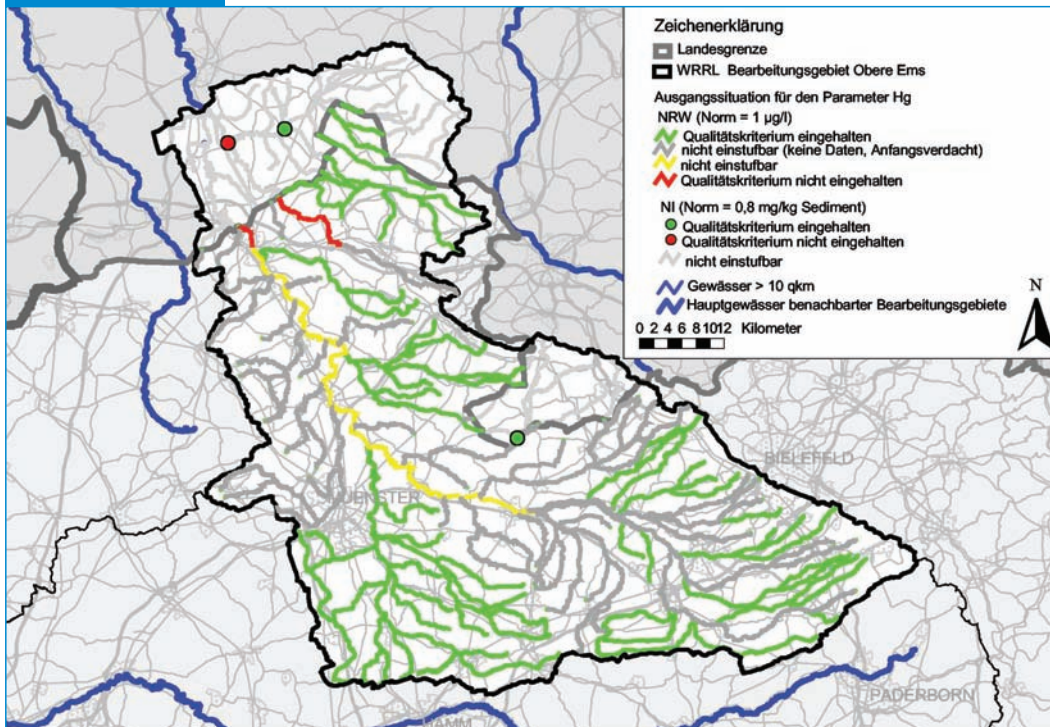 Zeichenerklärung
Landesgrenze
WRRL Bearbeitungsgebiet Obere Ems
Ausgangssituation für den Parameter Hg
NRW (Norm = 1 µg/l)
Qualitätskriterium eingehalten
nicht einstufbar (keine Daten, Anfangsverdacht)
nicht einstufbar
Qualitätskriterium nicht eingehalten
NI (Norm = 0,8 mg/kg Sediment)
Qualitätskriterium eingehalten
Qualitätskriterium nicht eingehalten
nicht einstufbar
Gewässer > 10 qkm
Hauptgewässer benachbarter Bearbeitungsgebiete
N
0 2 4 6 8 10 12 Kilometer
BIELEFELD
MUENSTER
PADERBORN
HAMM